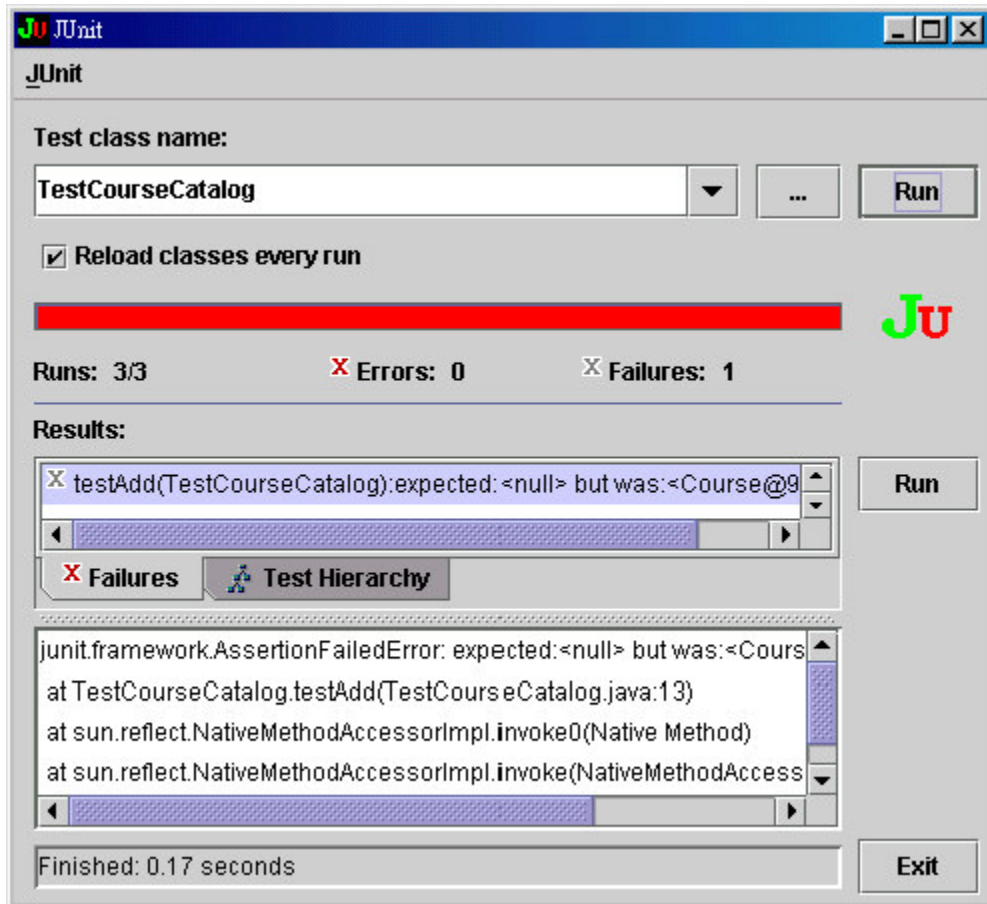 JU JUnit
JUnit
Test class name:
TestCourseCatalog
...
Run
Reload classes every run
JU
Runs: 3/3 X Errors: 0 X Failures: 1
Results:
X testAdd(TestCourseCatalog):expected:<null> but was:<Course@9
Run
X Failures
Test Hierarchy
junit.framework.AssertionFailedError: expected:<null> but was:<Cours
at TestCourseCatalog.testAdd(TestCourseCatalog.java:13)
at sun.reflect.NativeMethodAccessorImpl.invoke0(Native Method)
at sun.reflect.NativeMethodAccessorImpl.invoke(NativeMethodAccess
Finished: 0.17 seconds
Exit